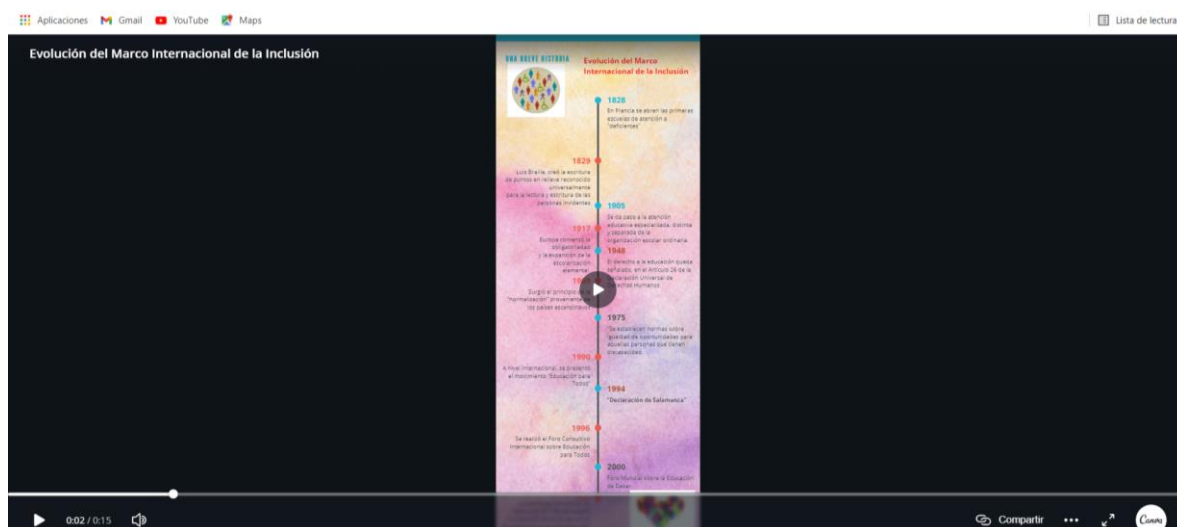 Aplicaciones
Gmail
YouTube
Maps
Lista de lectura
Evolución del Marco Internacional de la Inclusión
UNA BREVE HISTORIA
Evolución del Marco
Internacional de la Inclusión
1828
En Francia se abren las primeras
escuelas de atención a
"deficientes"
1829
Luis Braille, creó la escritura
de puntos en relieve reconocido
universalmente
para la lectura y escritura de las
personas invidentes
1905
Se da paso a la atención
educativa especializada, distinta
y separada de la
organización escolar ordinaria.
1917
Europa comenzó la
obligatoriedad
y la expansión de la
escolarización
elemental.
1948
El derecho a la educación queda
señalado, en el Artículo 26 de la
Declaración Universal de
Derechos Humanos
Surgió el principio de la
"normalización" proveniente en
los países escandinavos
1975
"Se establecen normas sobre
igualdad de oportunidades para
aquellas personas que tienen
discapacidad.
1990
A nivel internacional, se presentó
el movimiento "Educación para
Todos"
1994
"Declaración de Salamanca"
1996
Se realizó el Foro Consultivo
Internacional sobre Educación
para Todos
2000
Foro Mundial sobre la Educación
de Dakar
0:02 / 0:15
Compartir
Canva